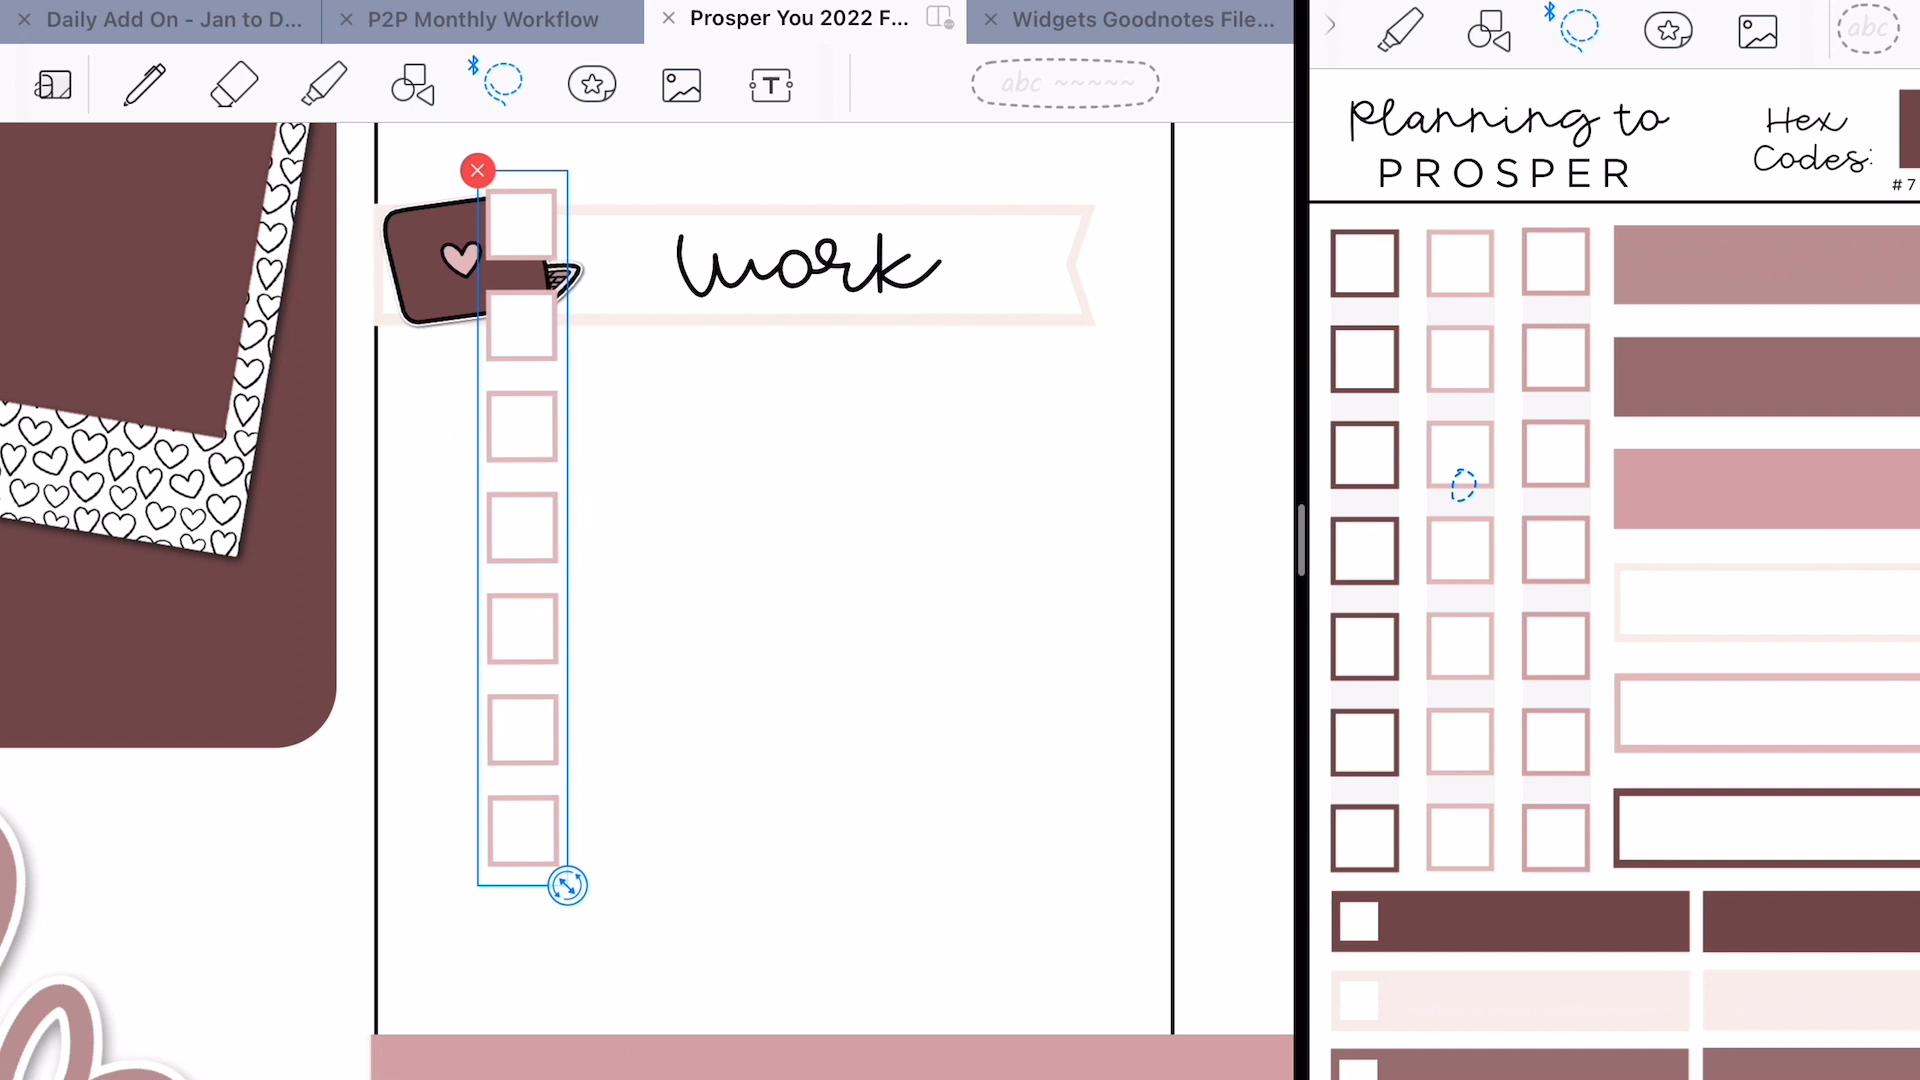 Daily Add On - Jan to D...
P2P Monthly Workflow
Prosper You 2022 F...
Widgets Goodnotes File...
abc
abc
T
Planning to
PROSPER
Hex
Codes:
#7
work